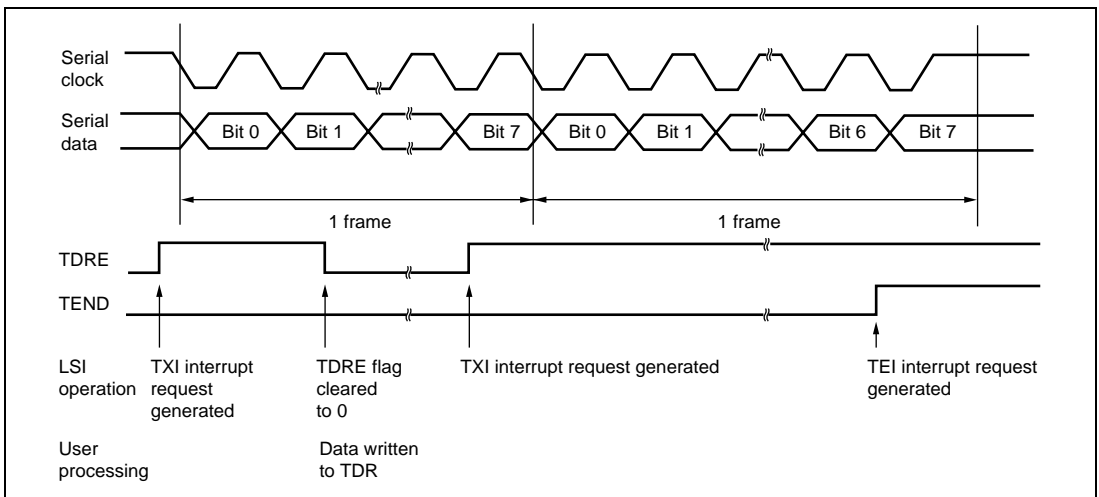 Serial
clock
Serial
data
Bit 0 Bit 1 Bit 7 Bit 0 Bit 1 Bit 6 Bit 7
1 frame 1 frame
TDRE
TEND
LSI
operation
TXI interrupt
request
generated
TDRE flag
cleared
to 0
TXI interrupt request generated
TEI interrupt request
generated
User
processing
Data written
to TDR